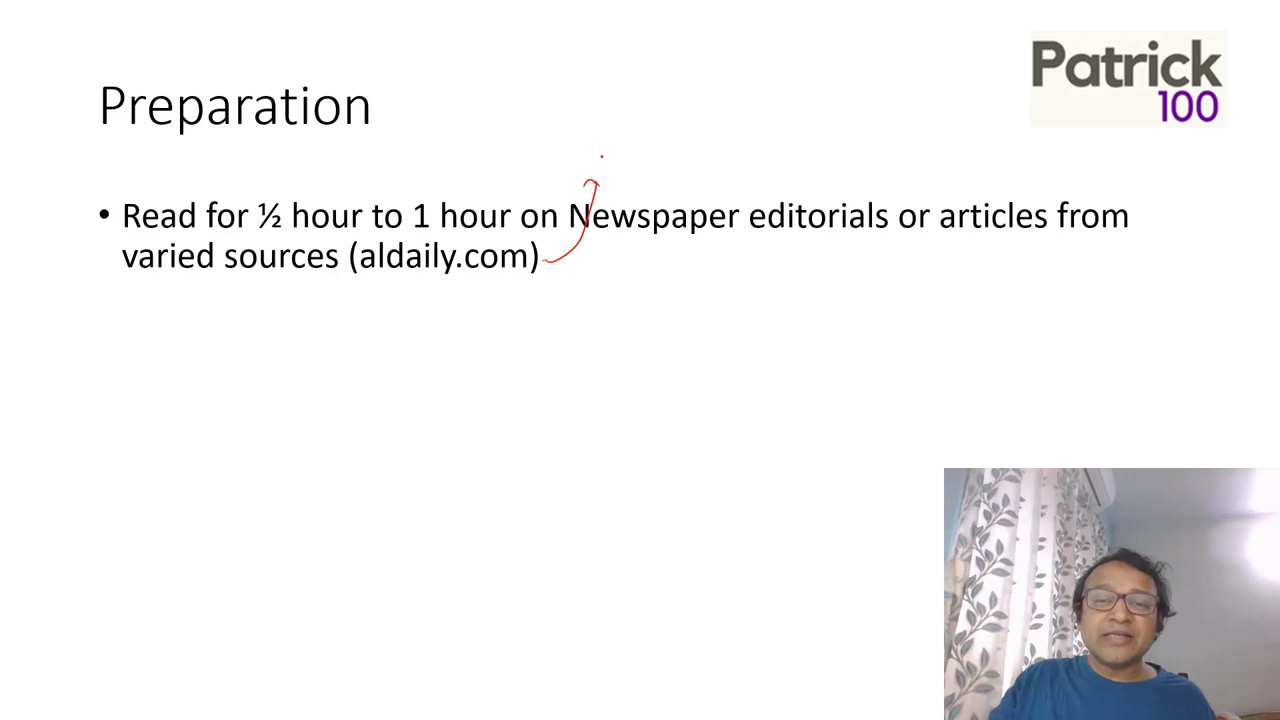 Patrick
100
Preparation
• Read for ½ hour to 1 hour on Newspaper editorials or articles from
varied sources (aldaily.com)